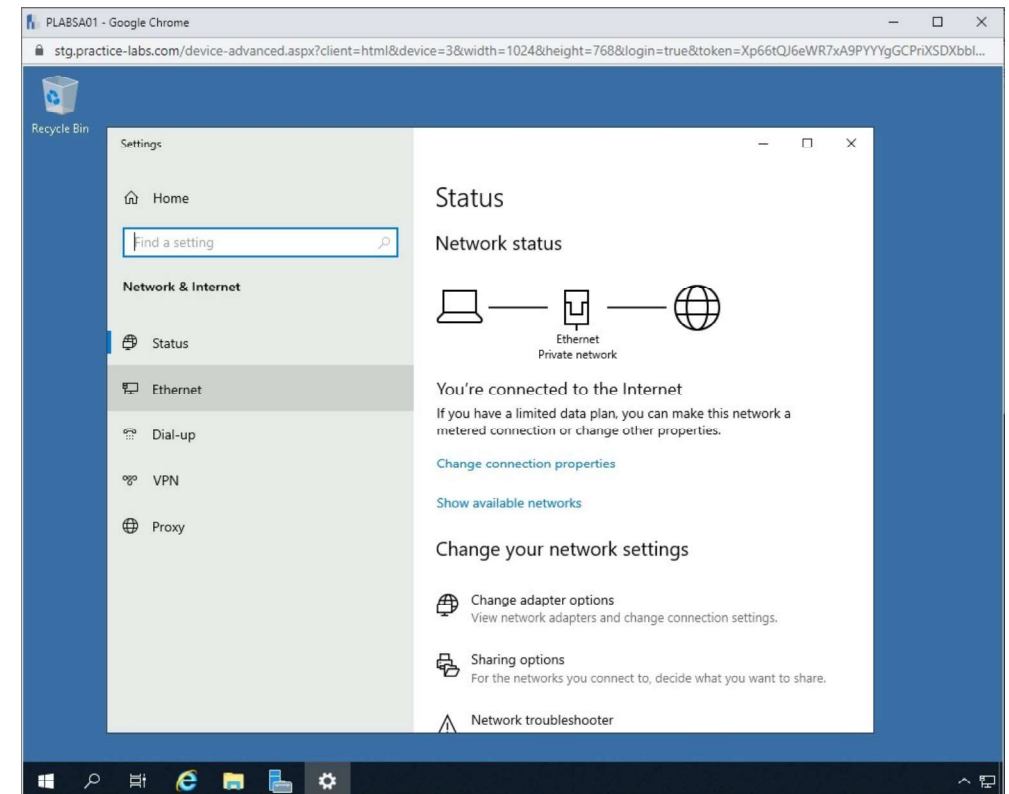 PLABSA01 - Google Chrome
stg.practice-labs.com/device-advanced.aspx?client=html&device=3&width=1024&height=768&login=true&token=Xp66tQJ6eWR7xA9PYYYgGCPriXSDXbbl...
Recycle Bin
Settings
Home
Find a setting
Network & Internet
Status
Ethernet
Dial-up
VPN
Proxy
Status
Network status
Ethernet
Private network
You're connected to the Internet
If you have a limited data plan, you can make this network a
metered connection or change other properties.
Change connection properties
Show available networks
Change your network settings
Change adapter options
View network adapters and change connection settings.
Sharing options
For the networks you connect to, decide what you want to share.
Network troubleshooter